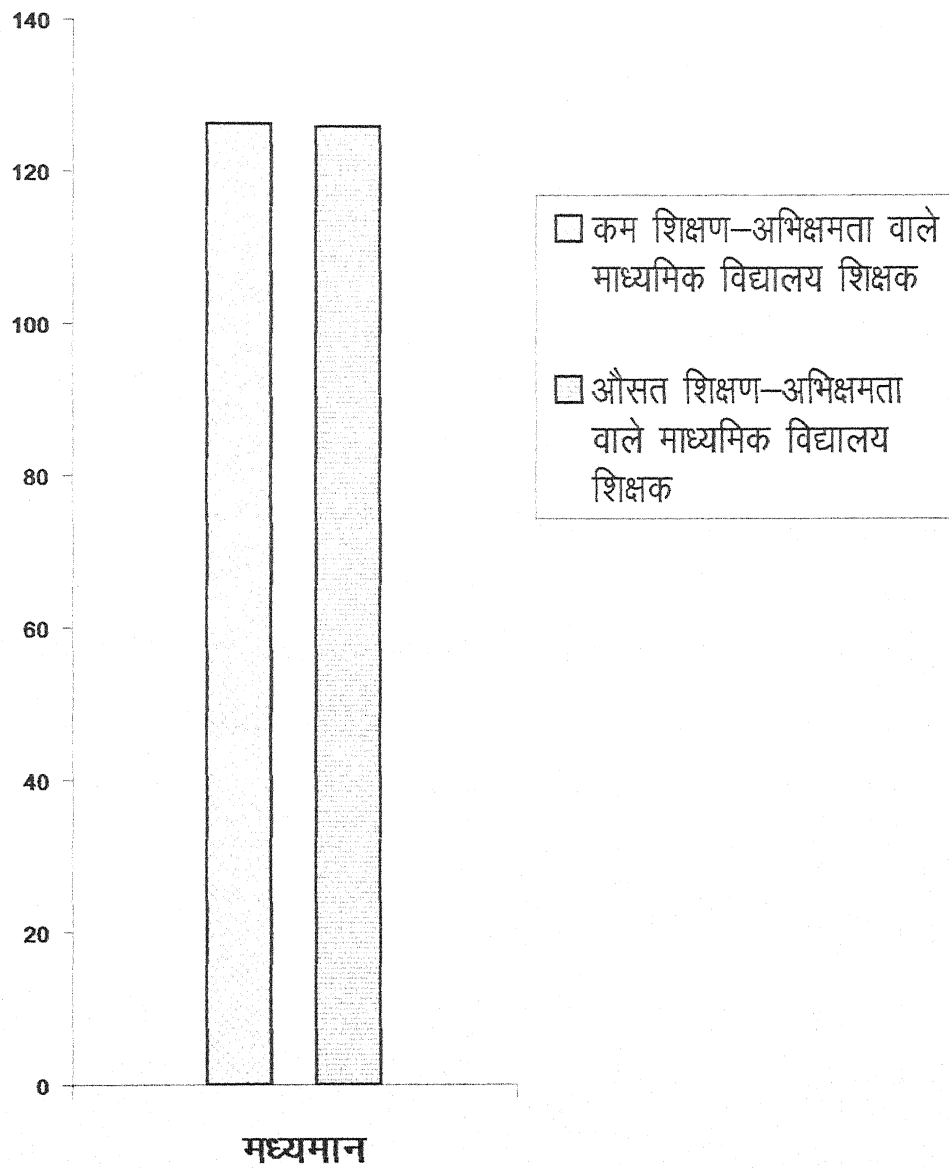 140
120
100
80
60
40
20
0
मध्यमान
कम शिक्षण–अभिक्षमता वाले
माध्यमिक विद्यालय शिक्षक
औसत शिक्षण–अभिक्षमता
वाले माध्यमिक विद्यालय
शिक्षक